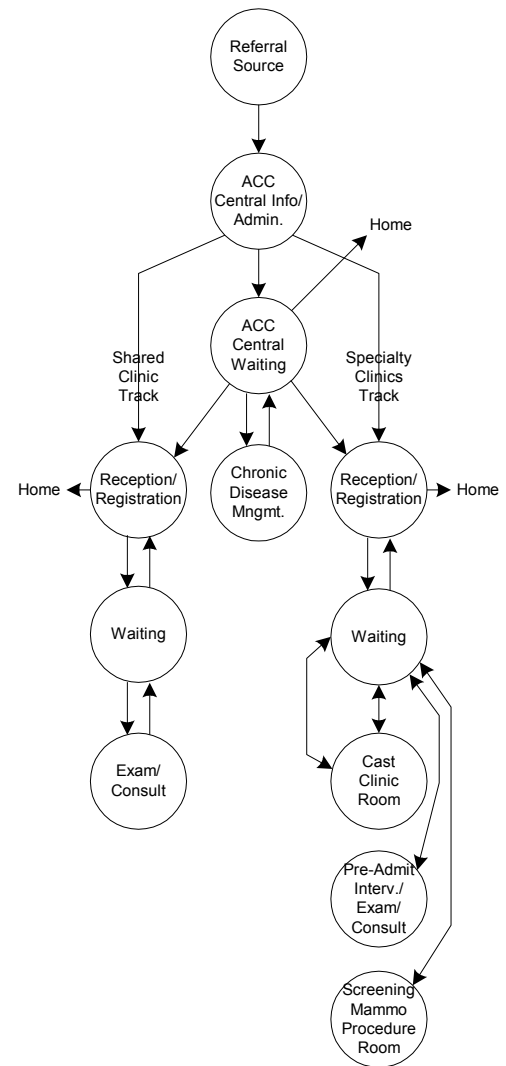 Referral
Source
ACC
Central Info/
Admin.
Home
ACC
Central
Waiting
Shared
Clinic
Track
Specialty
Clinics
Track
Home
Reception/
Registration
Chronic
Disease
Mngmt.
Reception/
Registration
Home
Waiting
Waiting
Exam/
Consult
Cast
Clinic
Room
Pre-Admit
Interv./
Exam/
Consult
Screening
Mammo
Procedure
Room